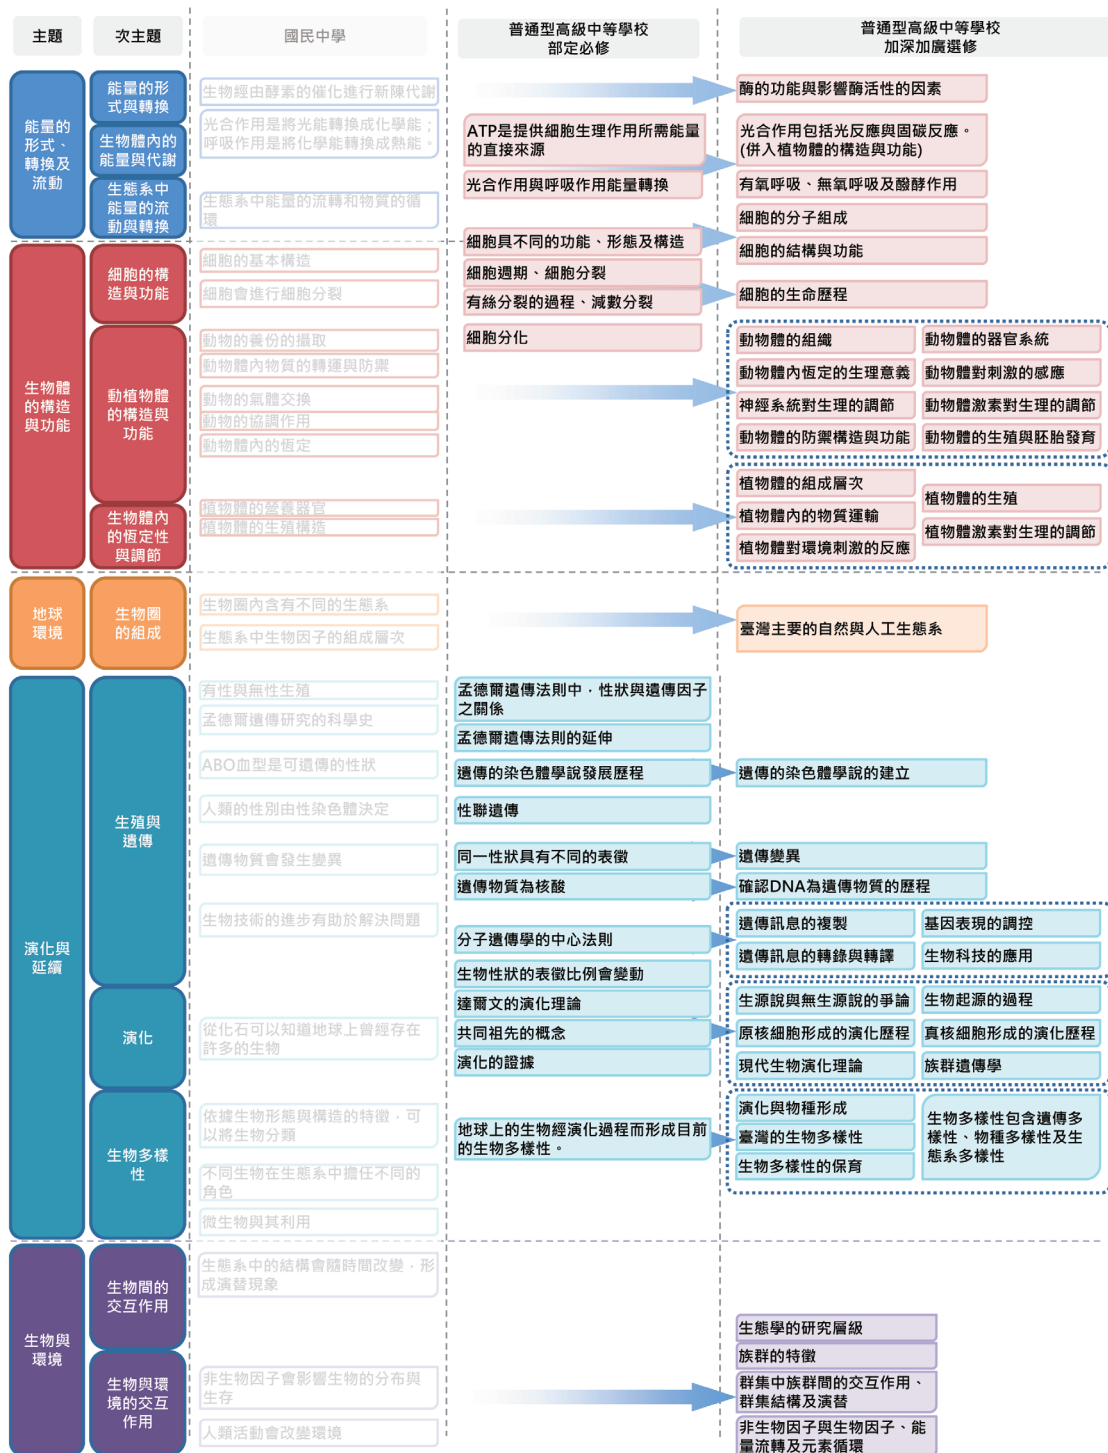 主題
次主題
國民中學
普通型高級中等學校
部定必修
普通型高級中等學校
加深加廣選修
能量的
形式、
轉換及
流動
能量的形
式與轉換
生物體內的
能量與代謝
生態系中
能量的流
動與轉換
生物經由酵素的催化進行新陳代謝
光合作用是將光能轉換成化學能；
呼吸作用是將化學能轉換成熱能。
生態系中能量的流轉和物質的循
環
ATP是提供細胞生理作用所需能量
的直接來源
光合作用與呼吸作用能量轉換
酶的功能與影響酶活性的因素
光合作用包括光反應與固碳反應。
(併入植物體的構造與功能)
有氧呼吸、無氧呼吸及醱酵作用
細胞的分子組成
細胞的結構與功能
細胞的生命歷程
生物體
的構造
與功能
細胞的構
造與功能
動植物體
的構造與
功能
生物體內
的恆定性
與調節
細胞的基本構造
細胞會進行細胞分裂
動物的養份的攝取
動物體內物質的轉運與防禦
動物的氣體交換
動物的協調作用
動物體內的恆定
植物體的營養器官
植物體的生殖構造
細胞具不同的功能、形態及構造
細胞週期、細胞分裂
有絲分裂的過程、減數分裂
細胞分化
動物體的組織
動物體的器官系統
動物體內恆定的生理意義
動物體對刺激的感應
神經系統對生理的調節
動物體激素對生理的調節
動物體的防禦構造與功能
動物體的生殖與胚胎發育
植物體的組成層次
植物體的生殖
植物體內的物質運輸
植物體激素對生理的調節
植物體對環境刺激的反應
地球
環境
生物圈
的組成
生物圈內含有不同的生態系
生態系中生物因子的組成層次
臺灣主要的自然與人工生態系
演化與
延續
生殖與
遺傳
演化
生物多樣
性
有性與無性生殖
孟德爾遺傳研究的科學史
ABO血型是可遺傳的性狀
人類的性別由性染色體決定
遺傳物質會發生變異
生物技術的進步有助於解決問題
從化石可以知道地球上曾經存在
許多的生物
依據生物形態與構造的特徵，可
以將生物分類
不同生物在生態系中擔任不同的
角色
微生物與其利用
孟德爾遺傳法則中，性狀與遺傳因子
之關係
孟德爾遺傳法則的延伸
遺傳的染色體學說發展歷程
性聯遺傳
同一性狀具有不同的表徵
遺傳物質為核酸
分子遺傳學的中心法則
生物性狀的表徵比例會變動
達爾文的演化理論
共同祖先的概念
演化的證據
地球上的生物經演化過程而形成目前
的生物多樣性。
遺傳的染色體學說的建立
遺傳變異
確認DNA為遺傳物質的歷程
遺傳訊息的複製
基因表現的調控
遺傳訊息的轉錄與轉譯
生物科技的應用
生源說與無生源說的爭論
生物起源的過程
原核細胞形成的演化歷程
真核細胞形成的演化歷程
現代生物演化理論
族群遺傳學
演化與物種形成
臺灣的生物多樣性
生物多樣性的保育
生物多樣性包含遺傳多
樣性、物種多樣性及生
態系多樣性
生物與
環境
生物間的
交互作用
生物與環
境的交互
作用
生態系中的結構會隨時間改變，形
成演替現象
非生物因子會影響生物的分布與
生存
人類活動會改變環境
生態學的研究層級
族群的特徵
群集中族群間的交互作用、
群集結構及演替
非生物因子與生物因子、能
量流轉及元素循環